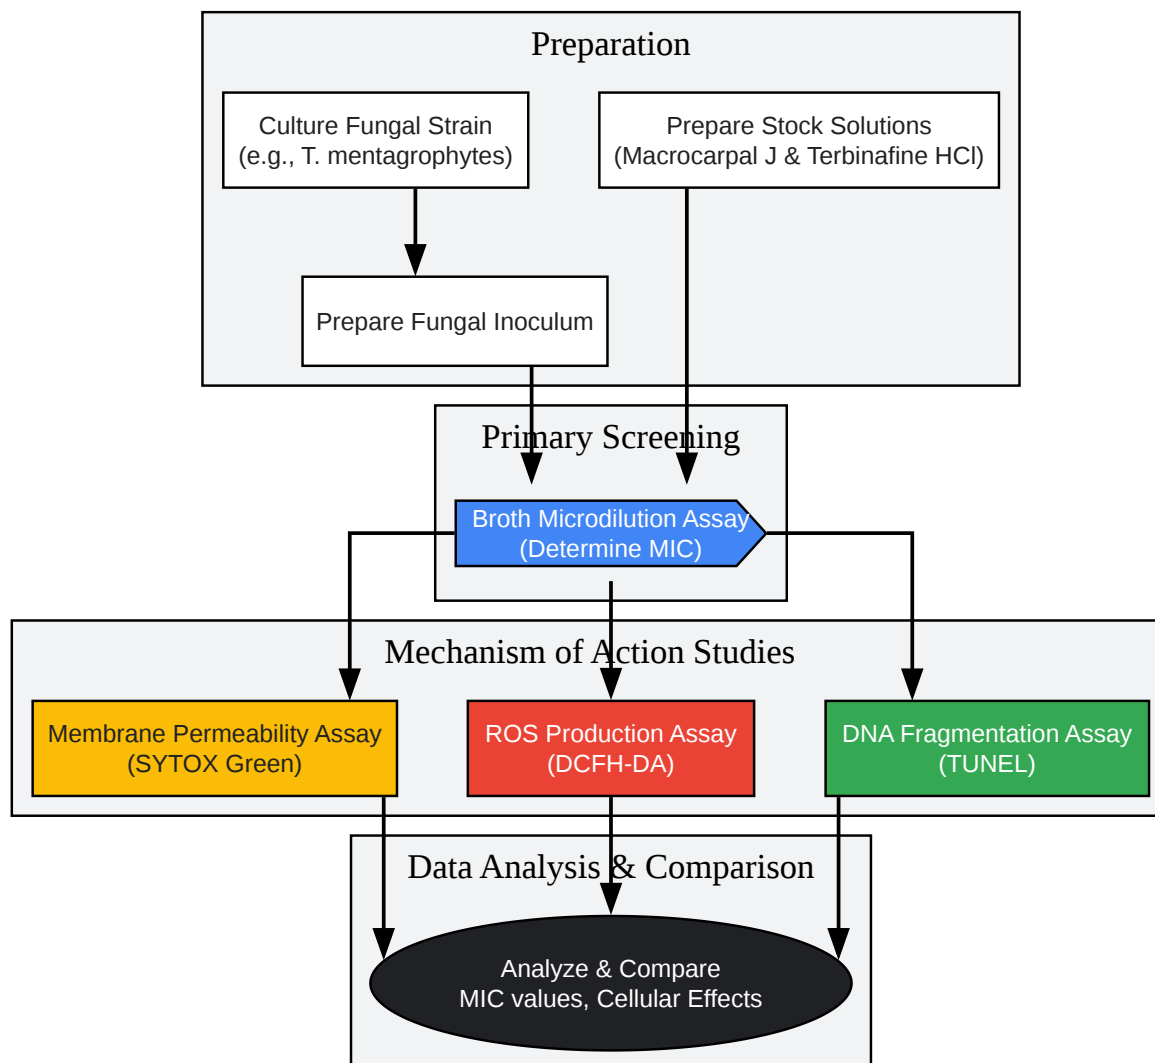 Preparation
Culture Fungal Strain
(e.g., T. mentagrophytes)
Prepare Stock Solutions
(Macrocarpal J & Terbinafine HCl)
Prepare Fungal Inoculum
Primary Screening
Broth Microdilution Assay
(Determine MIC)
Mechanism of Action Studies
Membrane Permeability Assay
(SYTOX Green)
ROS Production Assay
(DCFH-DA)
DNA Fragmentation Assay
(TUNEL)
Data Analysis & Comparison
Analyze & Compare
MIC values, Cellular Effects